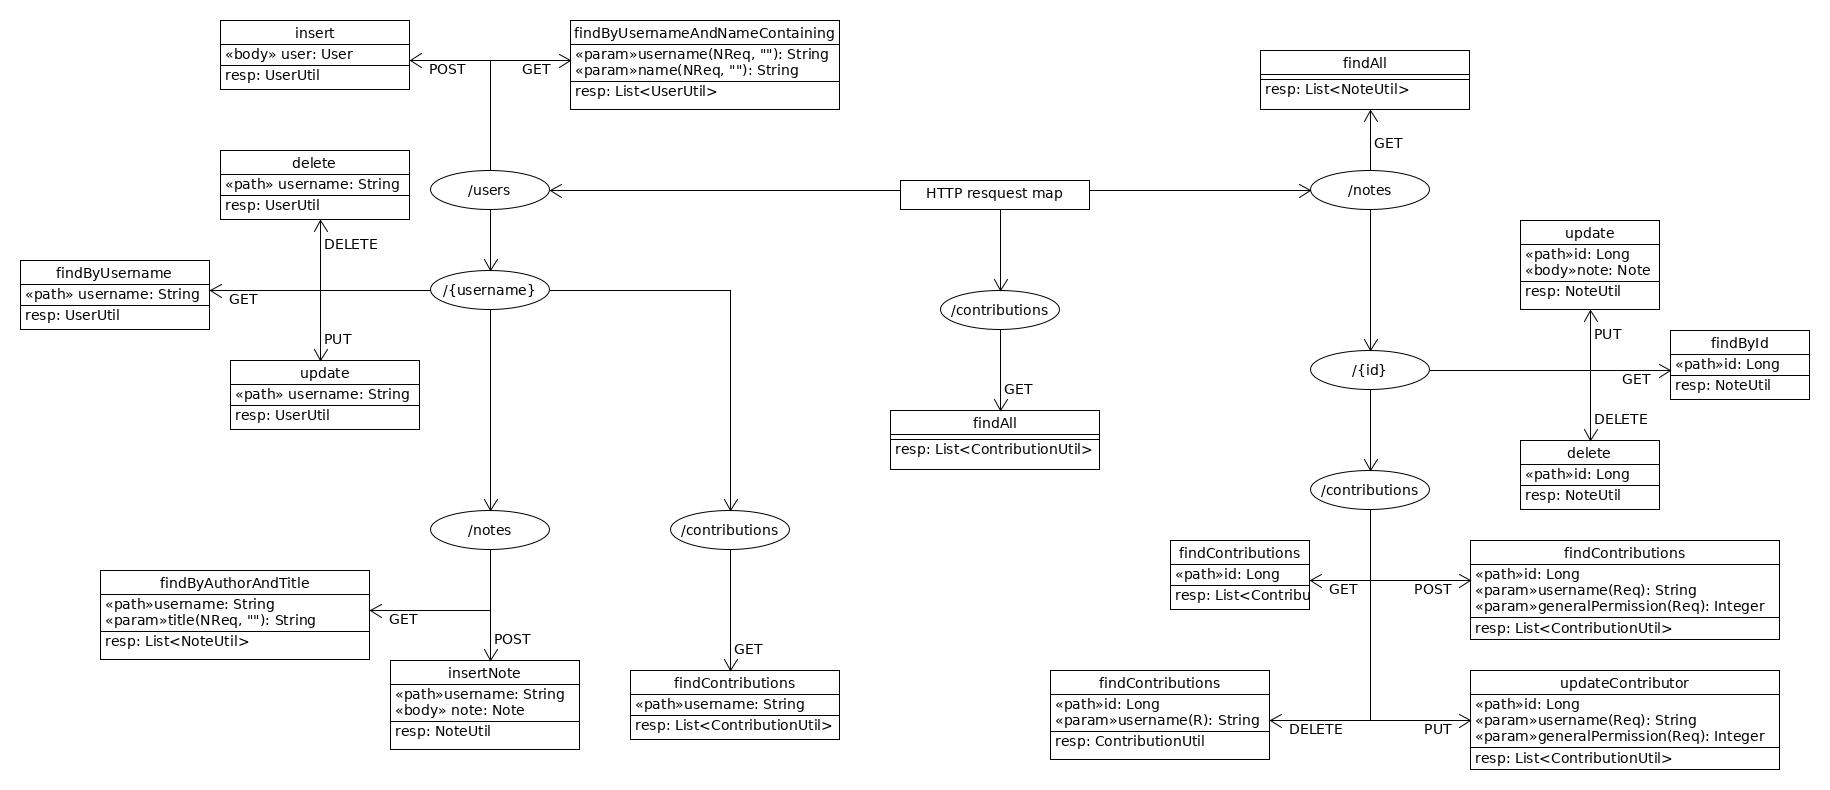 insert
«body» user: User
resp: UserUtil
POST
GET
findByUsernameAndNameContaining
«param»username(NReq, ""): String
«param»name(NReq, ""): String
resp: List<UserUtil>
findAll
resp: List<NoteUtil>
GET
delete
«path» username: String
resp: UserUtil
/users
HTTP resquest map
/notes
DELETE
findByUsername
«path» username: String
resp: UserUtil
GET
/{username}
PUT
update
«path» username: String
resp: UserUtil
/contributions
GET
findAll
resp: List<ContributionUtil>
update
«path»id: Long
«body»note: Note
resp: NoteUtil
PUT
/{id}
GET
findById
«path»id: Long
resp: NoteUtil
DELETE
delete
«path»id: Long
resp: NoteUtil
/notes
/contributions
/contributions
findByAuthorAndTitle
«path»username: String
«param»title(NReq, ""): String
resp: List<NoteUtil>
GET
POST
insertNote
«path»username: String
«body» note: Note
resp: NoteUtil
GET
findContributions
«path»username: String
resp: List<ContributionUtil>
findContributions
«path»id: Long
resp: List<Contribu
GET
POST
findContributions
«path»id: Long
«param»username(Req): String
«param»generalPermission(Req): Integer
resp: List<ContributionUtil>
findContributions
«path»id: Long
«param»username(R): String
resp: ContributionUtil
DELETE
PUT
updateContributor
«path»id: Long
«param»username(Req): String
«param»generalPermission(Req): Integer
resp: List<ContributionUtil>